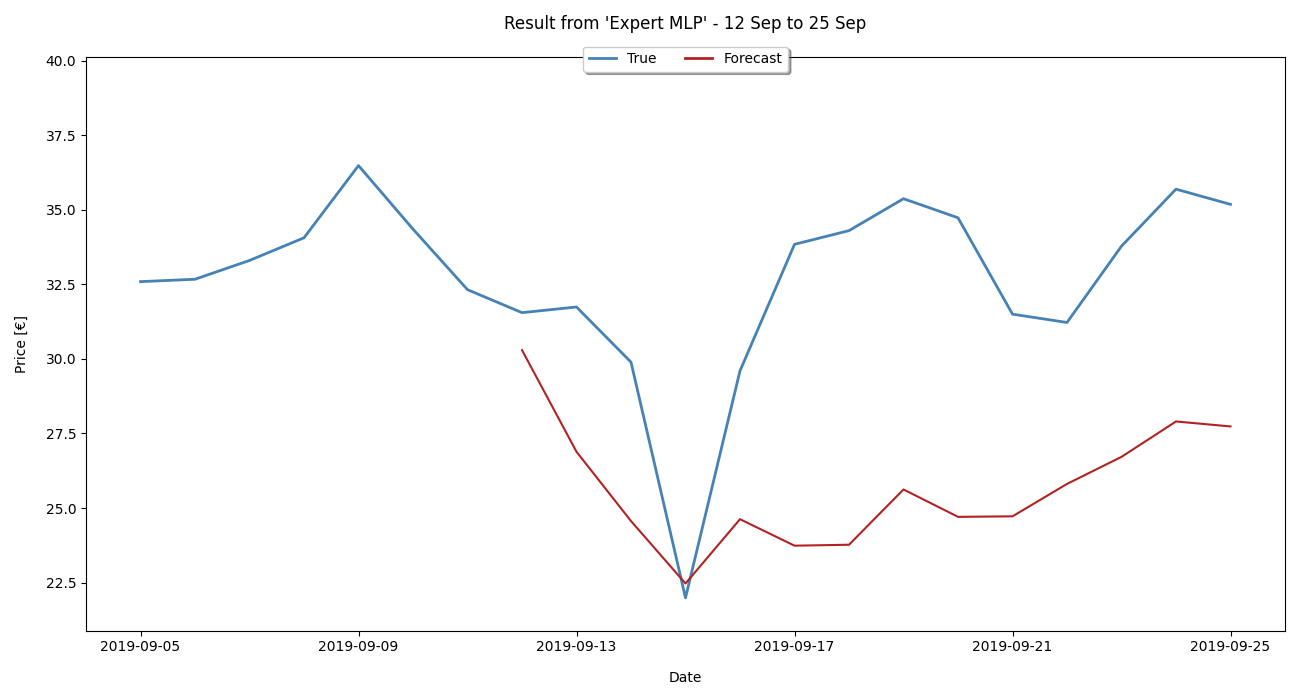 Result from 'Expert MLP' - 12 Sep to 25 Sep
True Forecast
40.0
37.5
35.0
32.5
30.0
27.5
25.0
22.5
Price [€]
2019-09-05 2019-09-09 2019-09-13 2019-09-17 2019-09-21 2019-09-25
Date